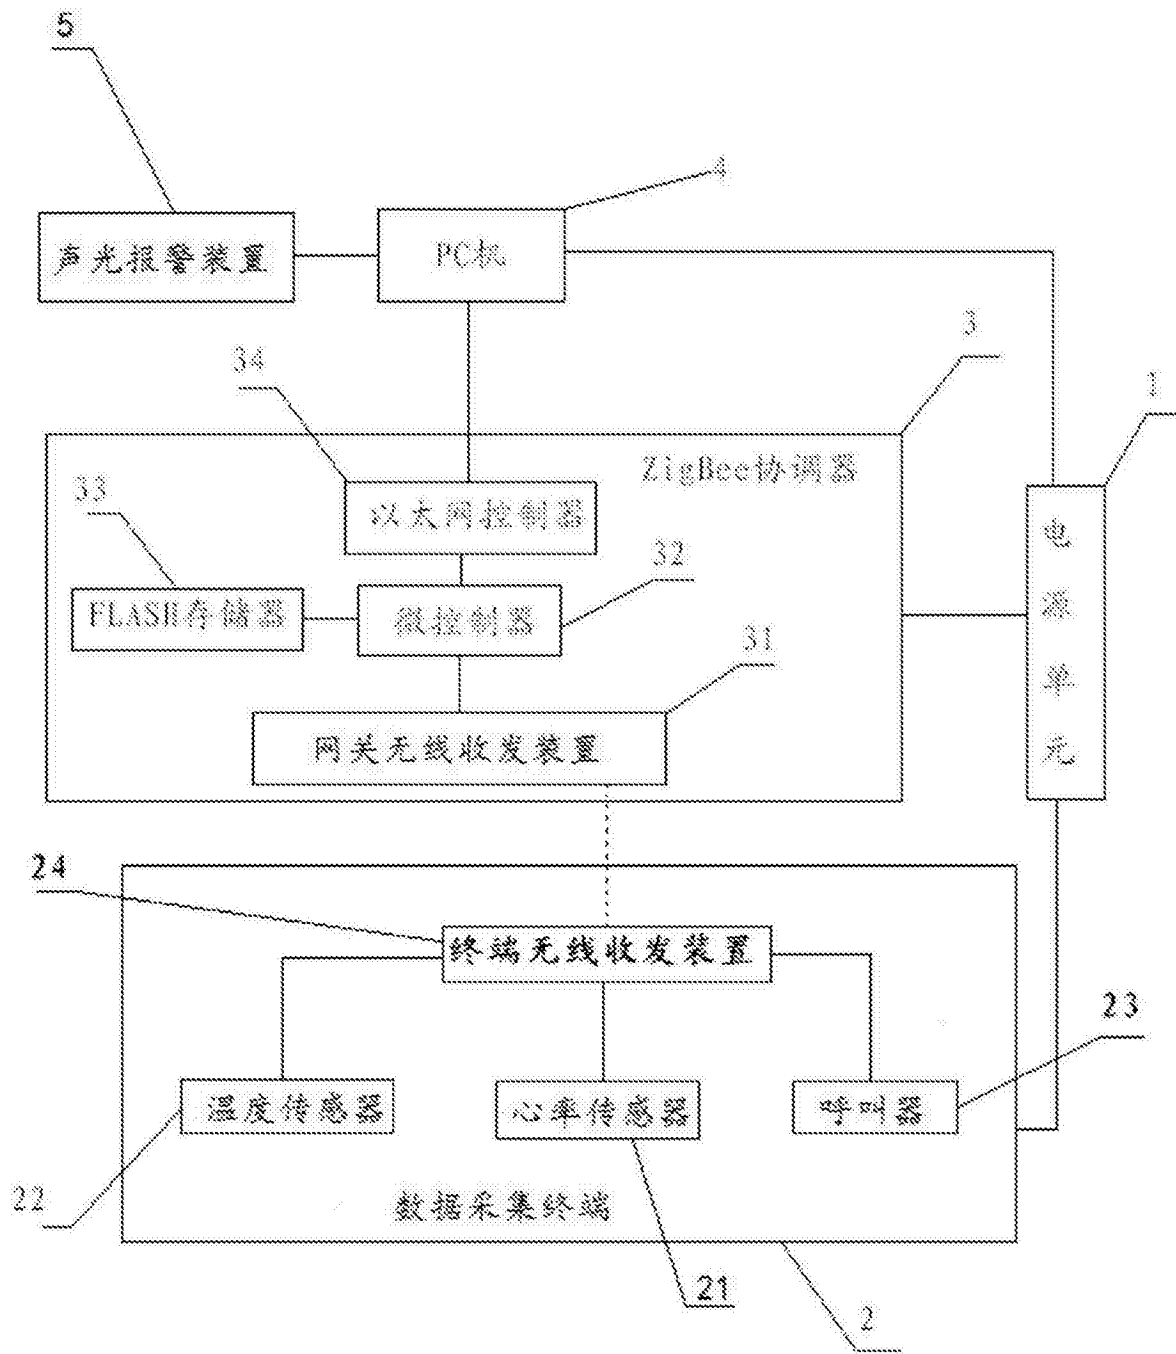 5
4
声光报警装置
PC机
3
34
1
ZigBee协调器
33
以太网控制器
32
电源单元
FLASH存储器
微控制器
31
网关无线收发装置
24
终端无线收发装置
23
温度传感器
心率传感器
呼叫器
22
数据采集终端
21
2